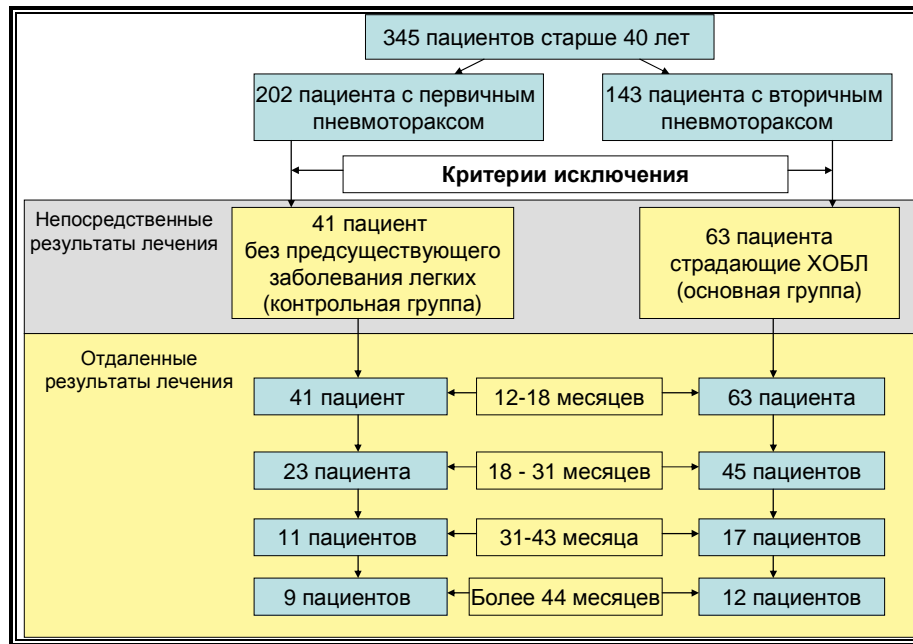 345 пациентов старше 40 лет
202 пациента с первичным
пневмотораксом
143 пациента с вторичным
пневмотораксом
Критерии исключения
Непосредственные
результаты лечения
41 пациент
без предсуществующего
заболевания легких
(контрольная группа)
63 пациента
страдающие ХОБЛ
(основная группа)
Отдаленные
результаты лечения
41 пациент
12-18 месяцев
63 пациента
23 пациента
18 - 31 месяцев
45 пациентов
11 пациентов
31-43 месяца
17 пациентов
9 пациентов
Более 44 месяцев
12 пациентов